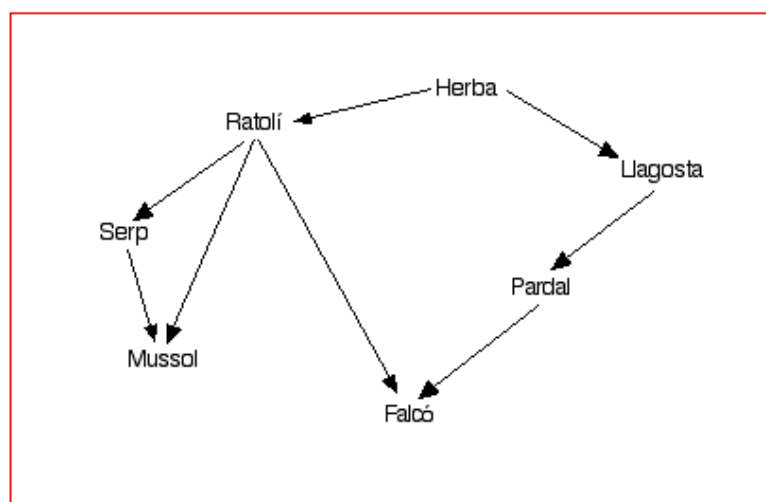 Herba
Ratolí
Llagosta
Serp
Pardal
Mussol
Falcó